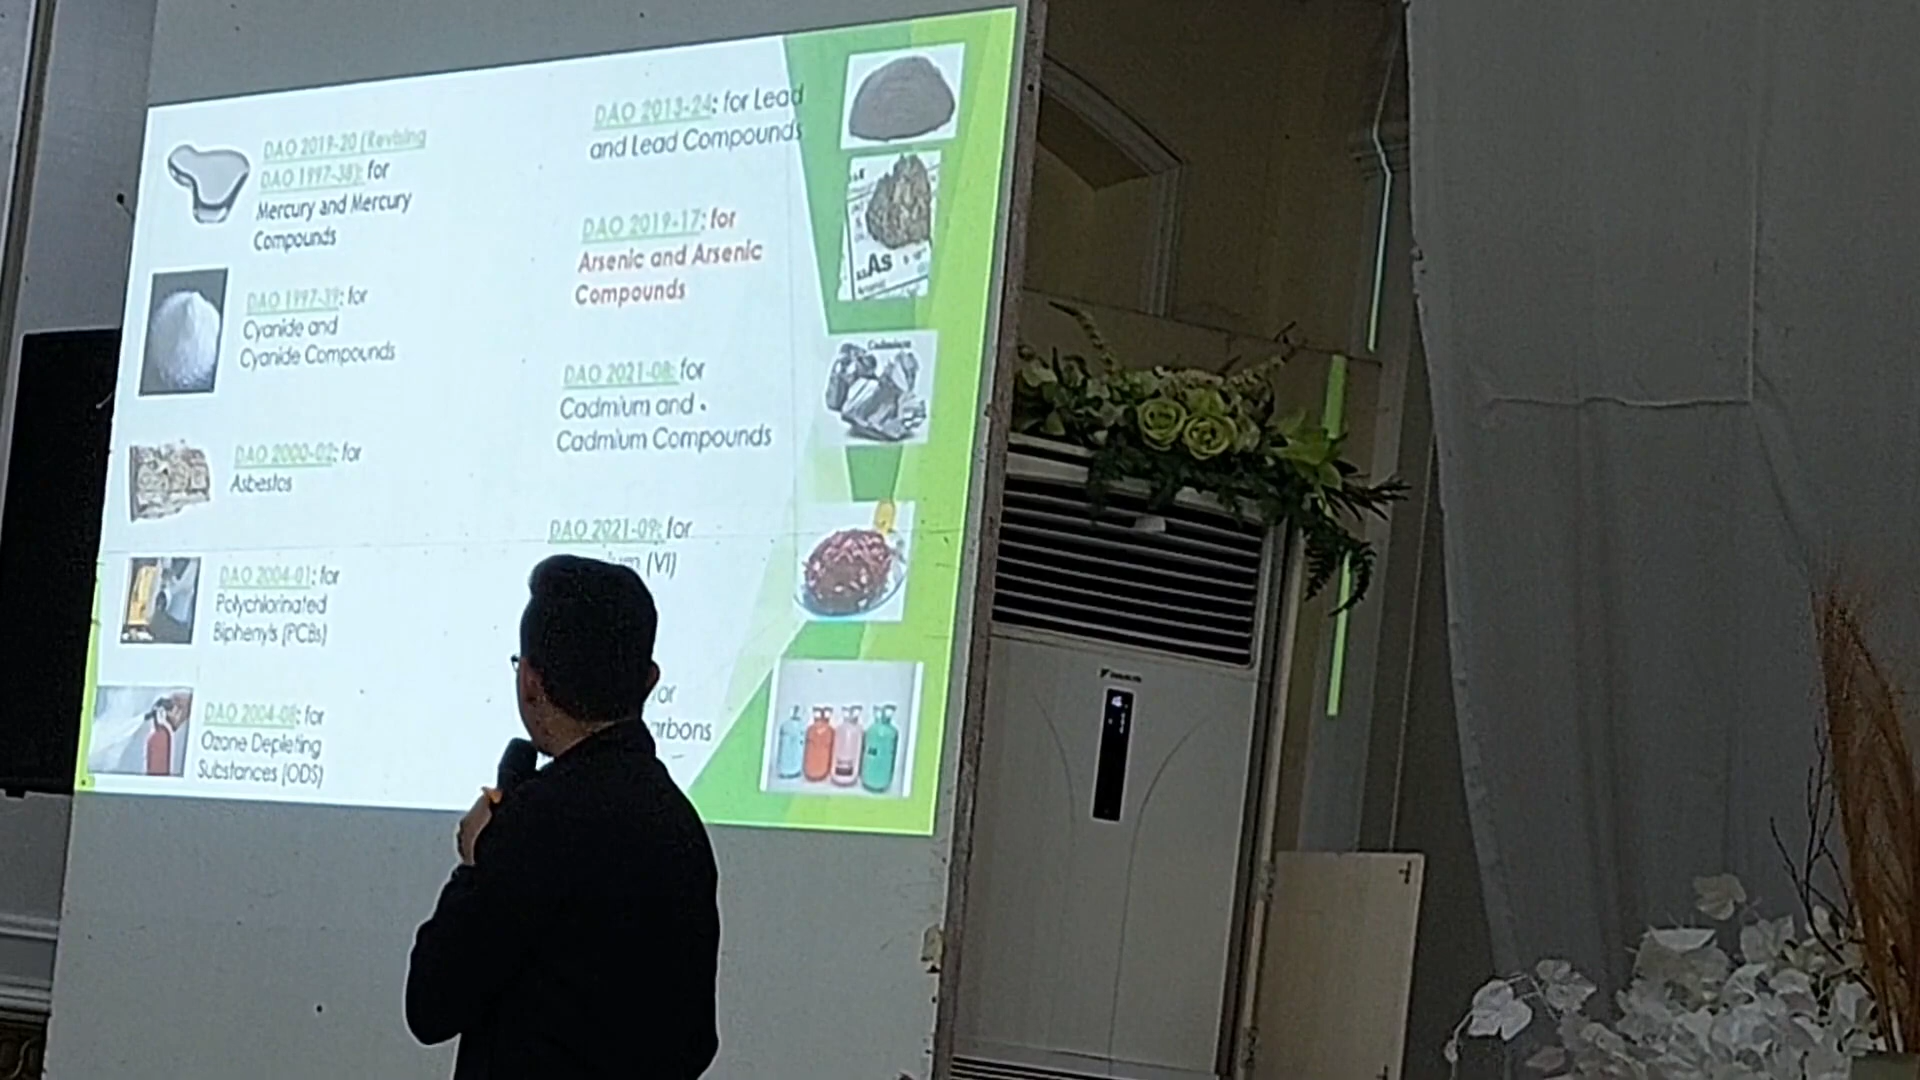 DAO 2019-20 (Revising
DAO 1997-38): for
Mercury and Mercury
Compounds
DAO 1997-39: for
Cyanide and
Cyanide Compounds
DAO 2000-02: for
Asbestos
DAO 2004-01: for
Polychlorinated
Biphenyls (PCBs)
DAO 2004-08: for
Ozone Depleting
Substances (ODS)
DAO 2013-24: for Lead
and Lead Compounds
DAO 2019-17: for
Arsenic and Arsenic
Compounds
As
DAO 2021-08: for
Cadmium and
Cadmium Compounds
Cadmium
DAO 2021-09: for
(VI)
DAIKIN